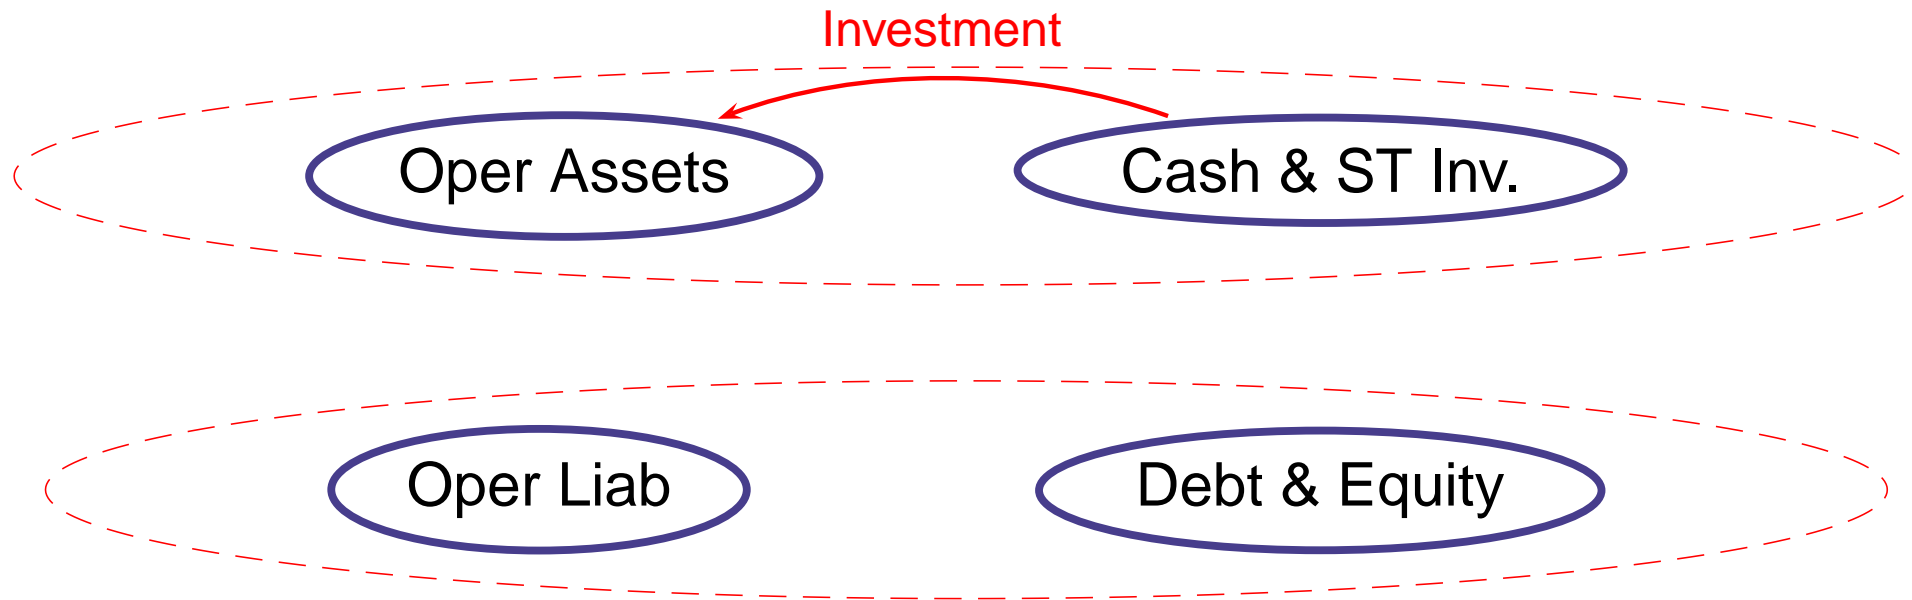 Investment
Oper Assets
Cash & ST Inv.
Oper Liab
Debt & Equity